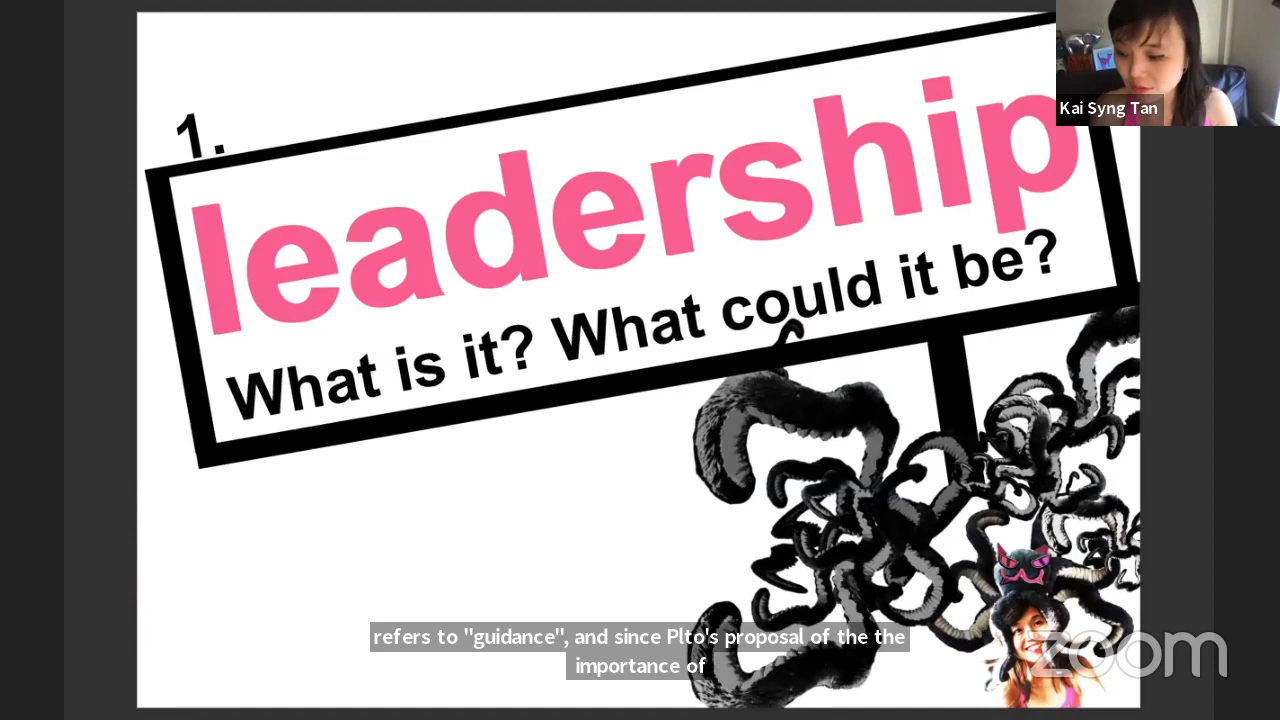 1.
leadership
What is it? What could it be?
Kai Syng Tan
refers to "guidance", and since Plto's proposal of the the
importance of
zoom